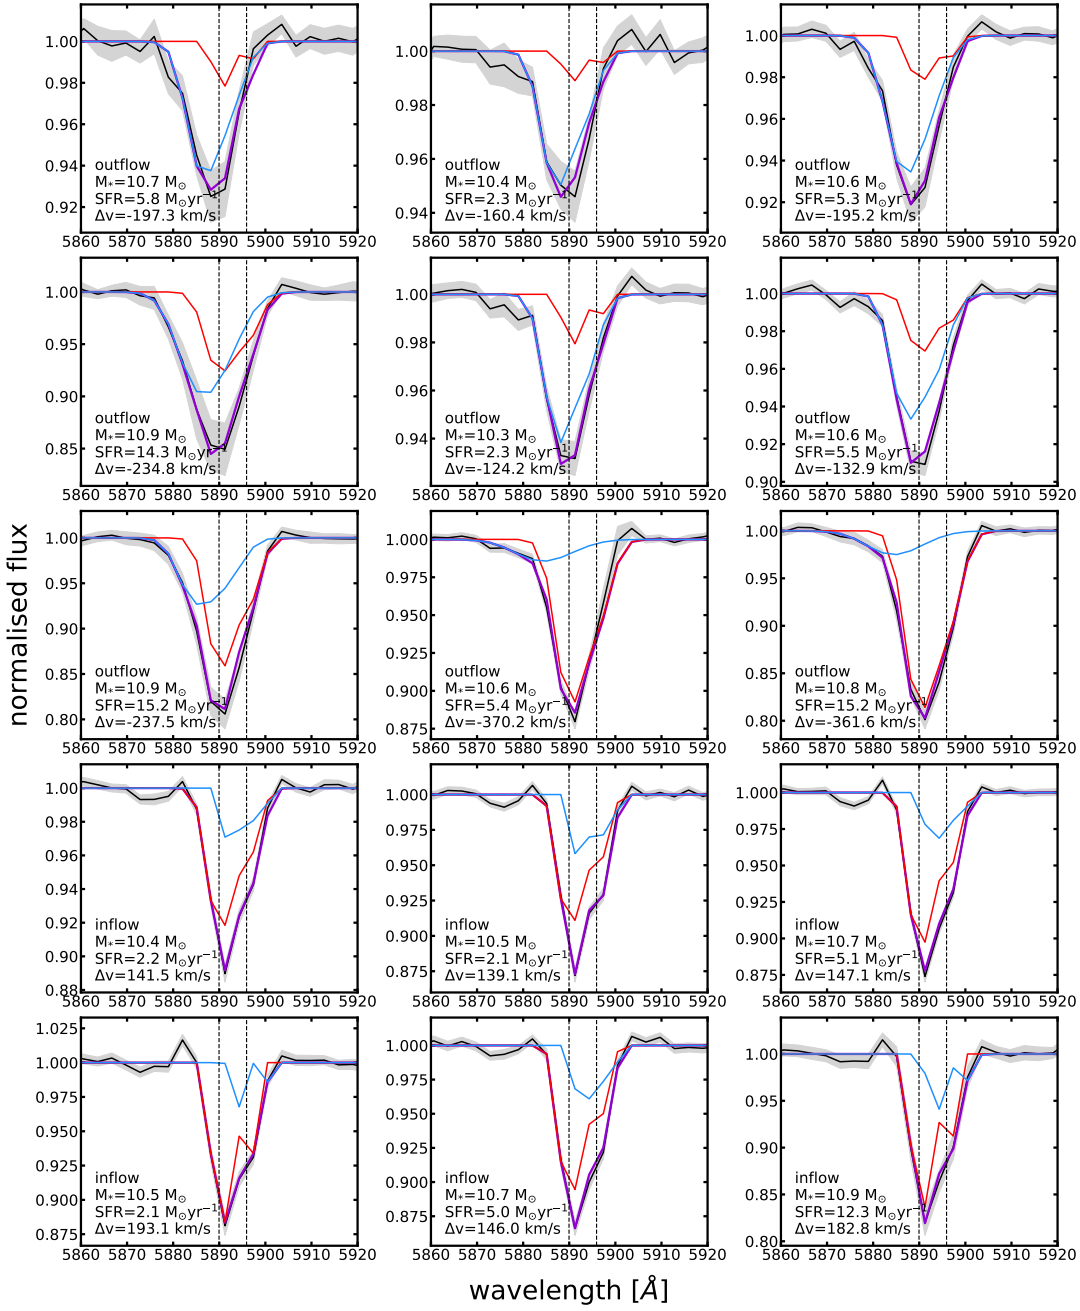 1.00
0.98
0.96
0.94
0.92
5860 5870 5880 5890 5900 5910 5920
outflow
M*=10.7 M⊙
SFR=5.8 M⊙yr⁻¹
Δv=-197.3 km/s
1.00
0.98
0.96
0.94
5860 5870 5880 5890 5900 5910 5920
outflow
M*=10.4 M⊙
SFR=2.3 M⊙yr⁻¹
Δv=-160.4 km/s
1.00
0.98
0.96
0.94
0.92
5860 5870 5880 5890 5900 5910 5920
outflow
M*=10.6 M⊙
SFR=5.3 M⊙yr⁻¹
Δv=-195.2 km/s
1.00
0.95
0.90
0.85
5860 5870 5880 5890 5900 5910 5920
outflow
M*=10.9 M⊙
SFR=14.3 M⊙yr⁻¹
Δv=-234.8 km/s
1.00
0.98
0.96
0.94
5860 5870 5880 5890 5900 5910 5920
outflow
M*=10.3 M⊙
SFR=2.3 M⊙yr⁻¹
Δv=-124.2 km/s
1.00
0.98
0.96
0.94
0.92
0.90
5860 5870 5880 5890 5900 5910 5920
outflow
M*=10.6 M⊙
SFR=5.5 M⊙yr⁻¹
Δv=-132.9 km/s
normalised flux
1.00
0.95
0.90
0.85
0.80
5860 5870 5880 5890 5900 5910 5920
outflow
M*=10.9 M⊙
SFR=15.2 M⊙yr⁻¹
Δv=-237.5 km/s
1.000
0.975
0.950
0.925
0.900
0.875
5860 5870 5880 5890 5900 5910 5920
outflow
M*=10.6 M⊙
SFR=5.4 M⊙yr⁻¹
Δv=-370.2 km/s
1.00
0.95
0.90
0.85
0.80
5860 5870 5880 5890 5900 5910 5920
outflow
M*=10.8 M⊙
SFR=15.2 M⊙yr⁻¹
Δv=-361.6 km/s
1.00
0.98
0.96
0.94
0.92
0.90
0.88
5860 5870 5880 5890 5900 5910 5920
inflow
M*=10.4 M⊙
SFR=2.2 M⊙yr⁻¹
Δv=141.5 km/s
1.000
0.975
0.950
0.925
0.900
0.875
5860 5870 5880 5890 5900 5910 5920
inflow
M*=10.5 M⊙
SFR=2.1 M⊙yr⁻¹
Δv=139.1 km/s
1.000
0.975
0.950
0.925
0.900
0.875
5860 5870 5880 5890 5900 5910 5920
inflow
M*=10.7 M⊙
SFR=5.1 M⊙yr⁻¹
Δv=147.1 km/s
1.025
1.000
0.975
0.950
0.925
0.900
0.875
5860 5870 5880 5890 5900 5910 5920
inflow
M*=10.5 M⊙
SFR=2.1 M⊙yr⁻¹
Δv=193.1 km/s
1.000
0.975
0.950
0.925
0.900
0.875
5860 5870 5880 5890 5900 5910 5920
inflow
M*=10.7 M⊙
SFR=5.0 M⊙yr⁻¹
Δv=146.0 km/s
1.00
0.95
0.90
0.85
0.80
5860 5870 5880 5890 5900 5910 5920
inflow
M*=10.9 M⊙
SFR=12.3 M⊙yr⁻¹
Δv=182.8 km/s
wavelength [Å]